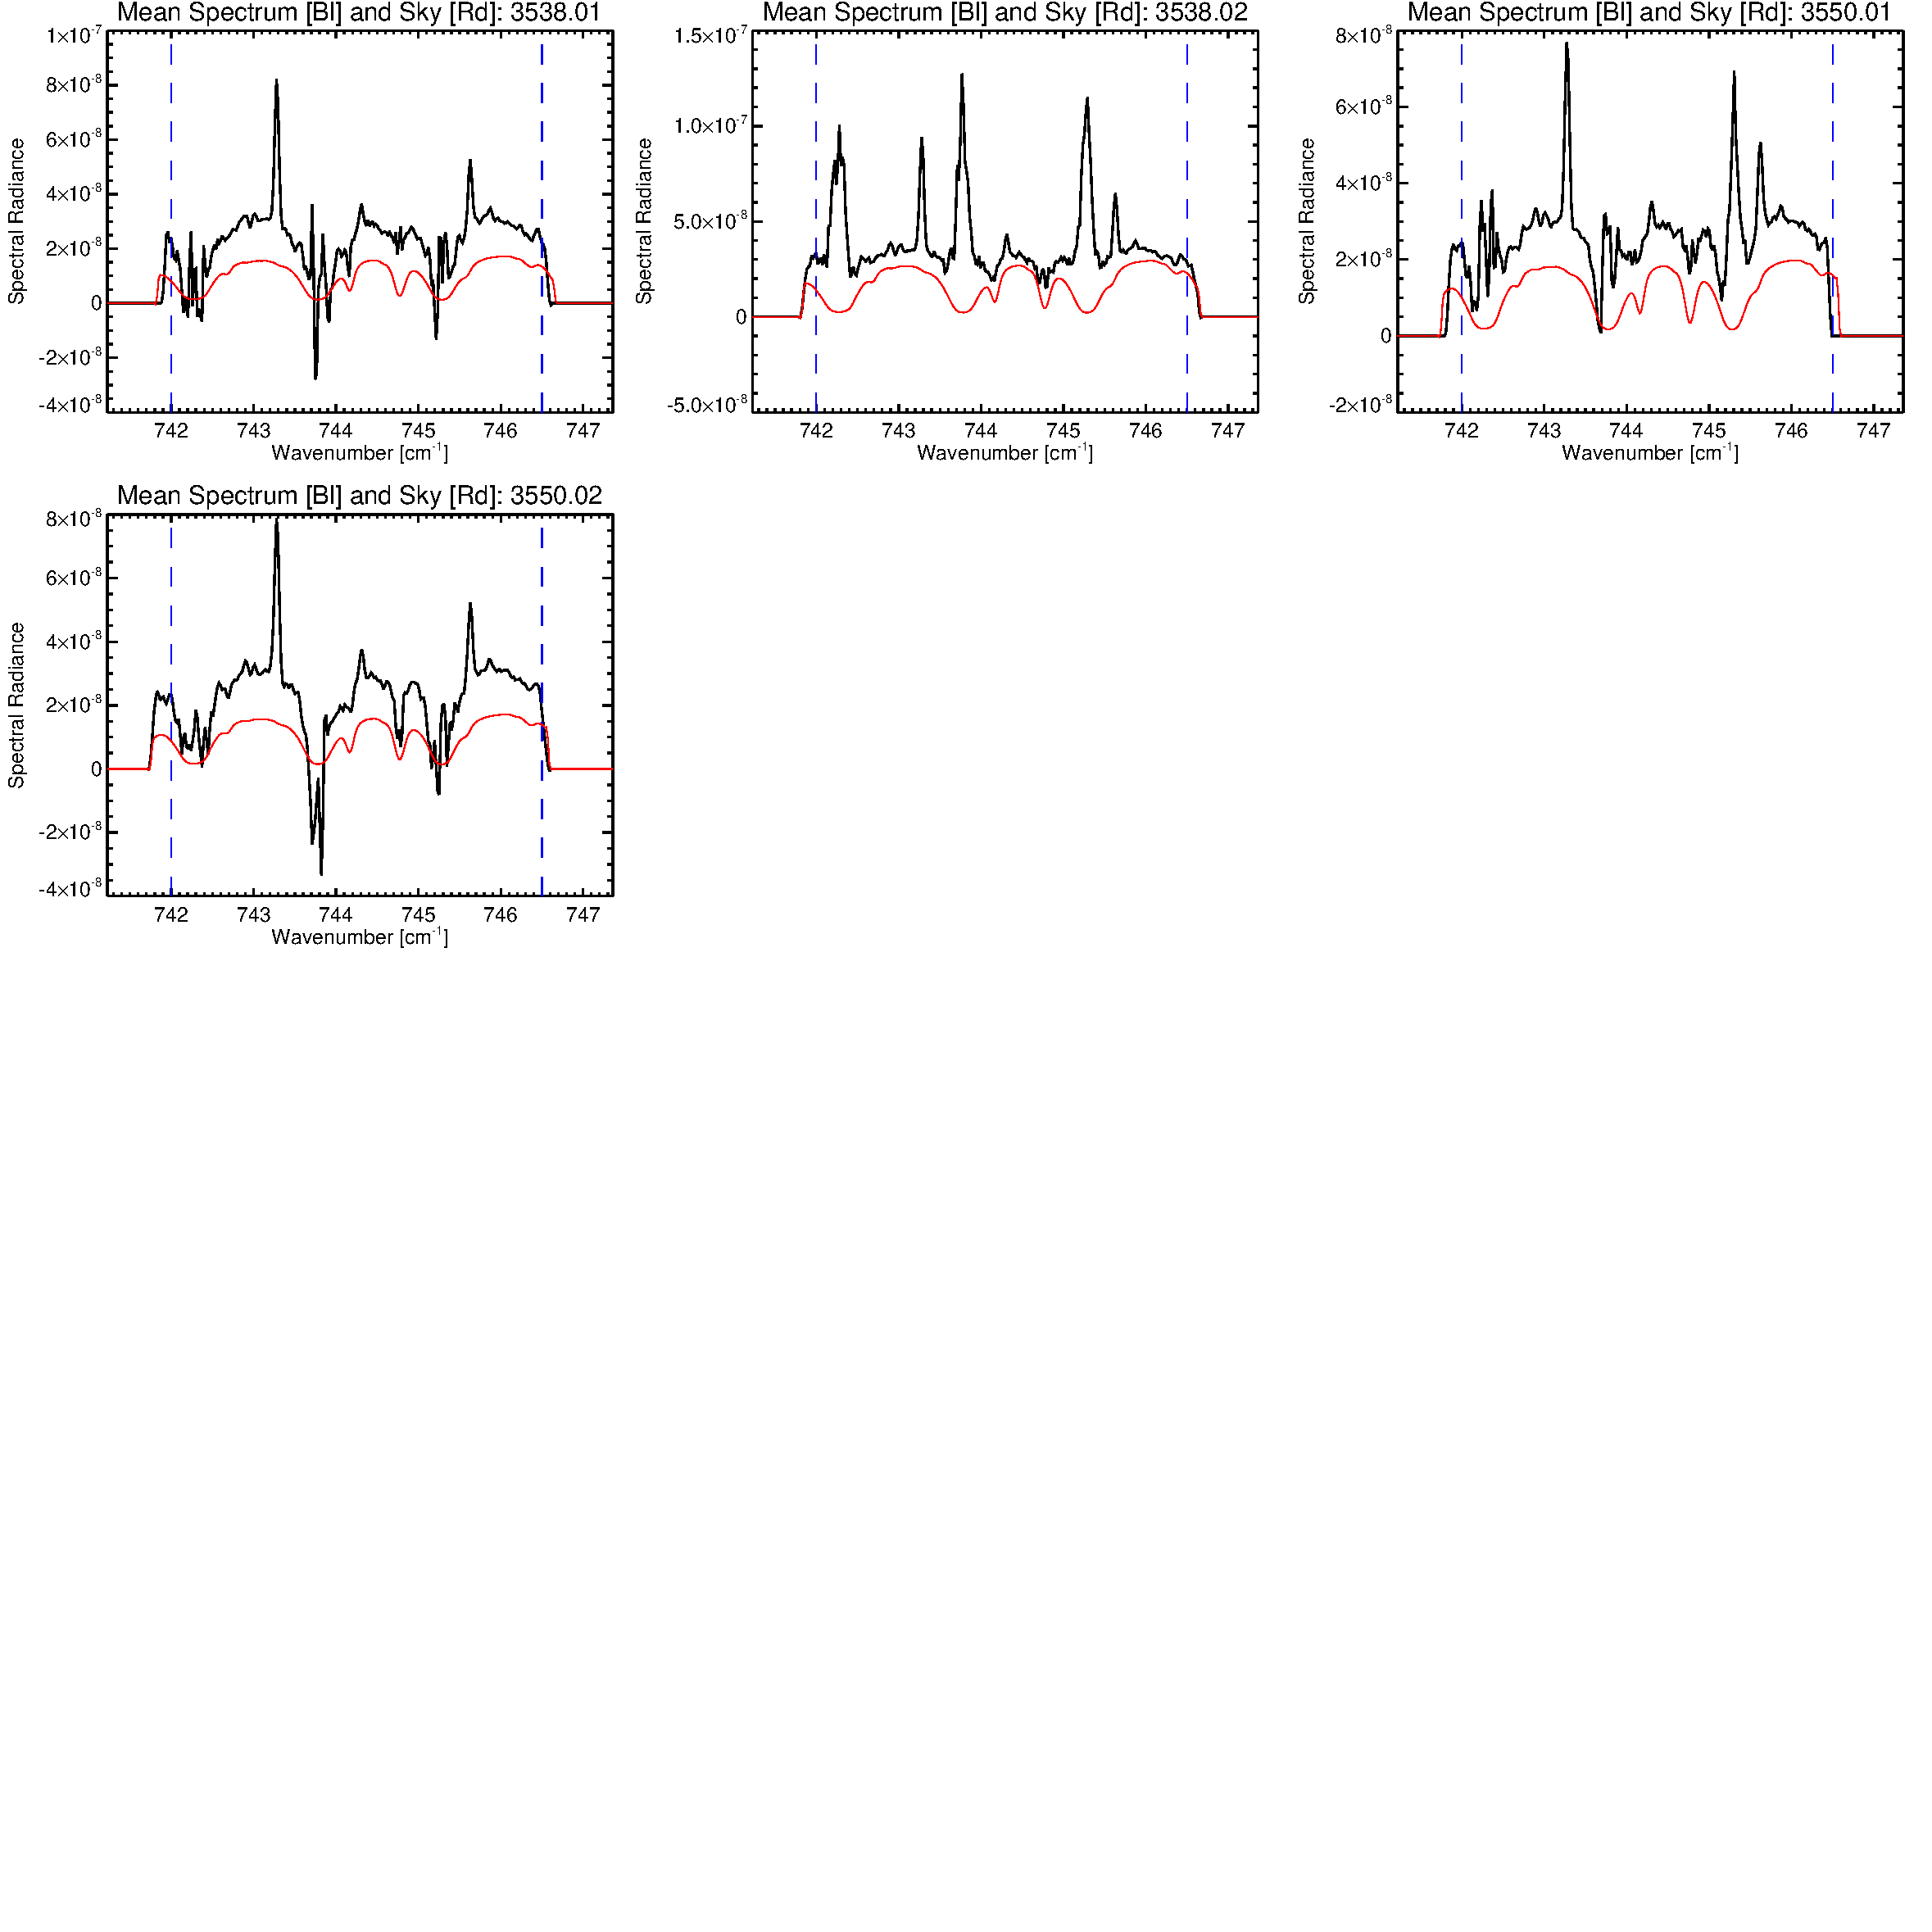 Mean Spectrum [Bl] and Sky [Rd]: 3538.01
1×10⁻⁷
8×10⁻⁸
6×10⁻⁸
4×10⁻⁸
2×10⁻⁸
0
-2×10⁻⁸
-4×10⁻⁸
Spectral Radiance
742 743 744 745 746 747
Wavenumber [cm⁻¹]
Mean Spectrum [Bl] and Sky [Rd]: 3538.02
1.5×10⁻⁷
1.0×10⁻⁷
5.0×10⁻⁸
0
-5.0×10⁻⁸
Spectral Radiance
742 743 744 745 746 747
Wavenumber [cm⁻¹]
Mean Spectrum [Bl] and Sky [Rd]: 3550.01
8×10⁻⁸
6×10⁻⁸
4×10⁻⁸
2×10⁻⁸
0
-2×10⁻⁸
Spectral Radiance
742 743 744 745 746 747
Wavenumber [cm⁻¹]
Mean Spectrum [Bl] and Sky [Rd]: 3550.02
8×10⁻⁸
6×10⁻⁸
4×10⁻⁸
2×10⁻⁸
0
-2×10⁻⁸
-4×10⁻⁸
Spectral Radiance
742 743 744 745 746 747
Wavenumber [cm⁻¹]